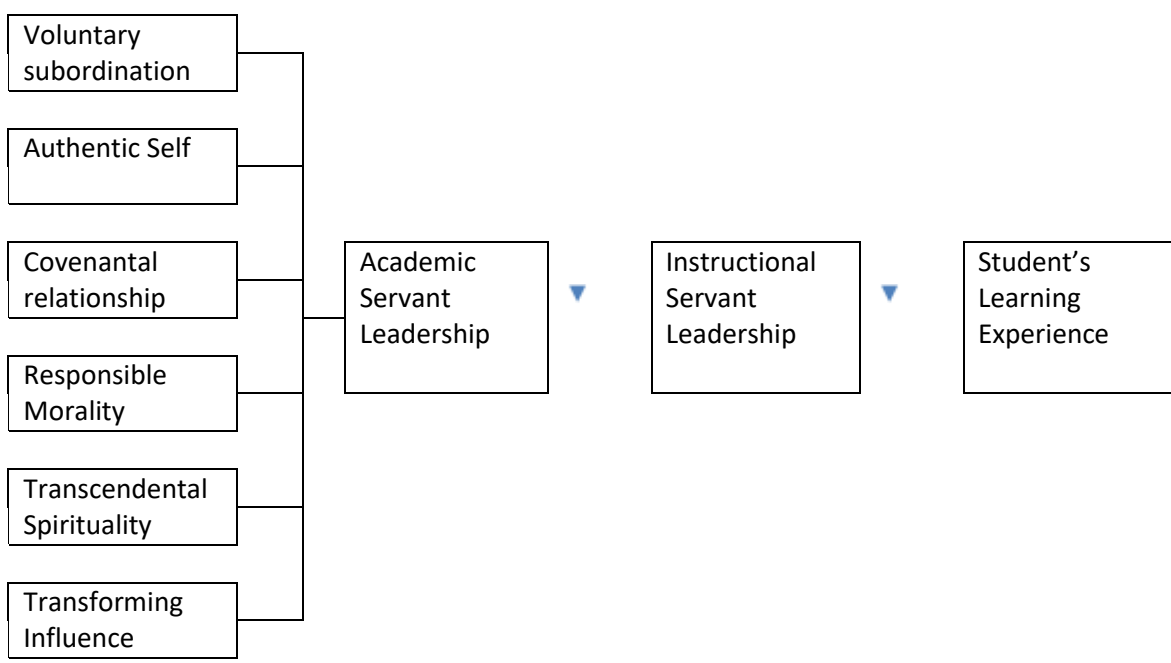 Voluntary
subordination
Authentic Self
Covenantal
relationship
Responsible
Morality
Transcendental
Spirituality
Transforming
Influence
Academic
Servant
Leadership
Instructional
Servant
Leadership
Student’s
Learning
Experience